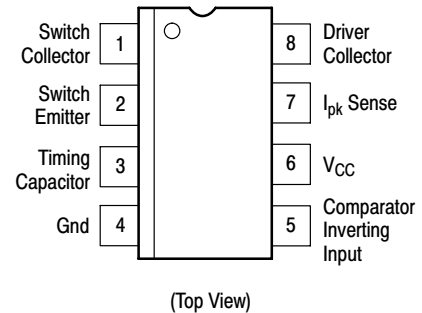 Switch
Collector
1
8
Driver
Collector
Switch
Emitter
2
7
Ipk Sense
Timing
Capacitor
3
6
VCC
Gnd
4
5
Comparator
Inverting
Input
(Top View)